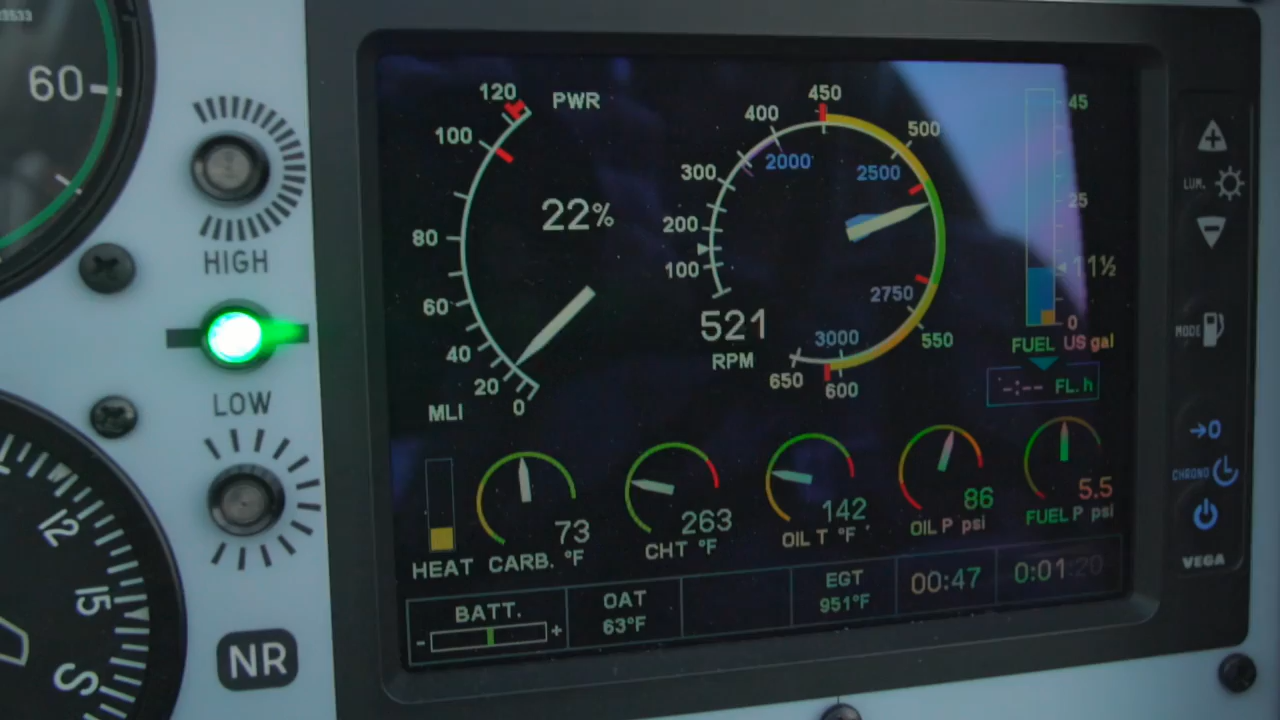 60
HIGH
LOW
12
15
S
NR
120
PWR
100
22%
80
60
40
20
0
MLI
450
400
500
2000
2500
300
200
100
2750
521
RPM
3000
550
650
600
45
25
11½
0
FUEL US gal
-:-- FL.h
73
HEAT CARB. °F
263
CHT °F
142
OIL T °F
86
OIL P psi
5.5
FUEL P psi
BATT.
- +
OAT
63°F
EGT
951°F
00:47
0:01:20
LUM.
MODE
→0
CHRONO
VEGA